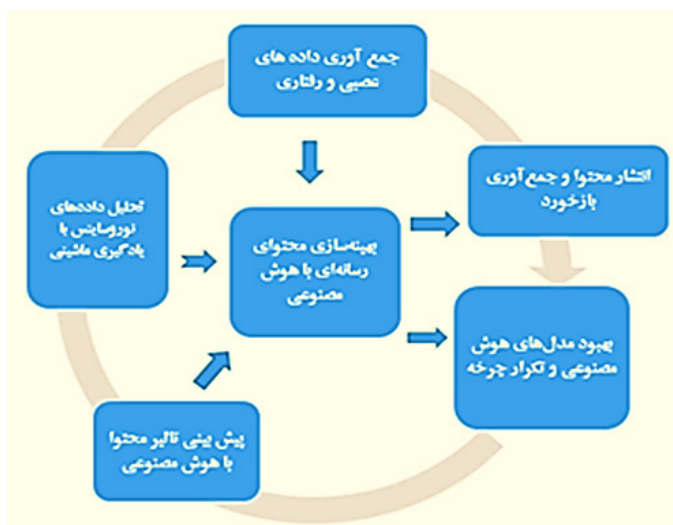 جمع آوری داده های
عصبی و رفتاری
انتشار محتوا و جمع‌آوری
بازخورد
تحلیل داده‌های
نوروساینس با
یادگیری ماشینی
بهینه‌سازی محتوای
رسانه‌ای با هوش
مصنوعی
بهبود مدل‌های هوش
مصنوعی و تکرار چرخه
پیش بینی تاثیر محتوا
با هوش مصنوعی